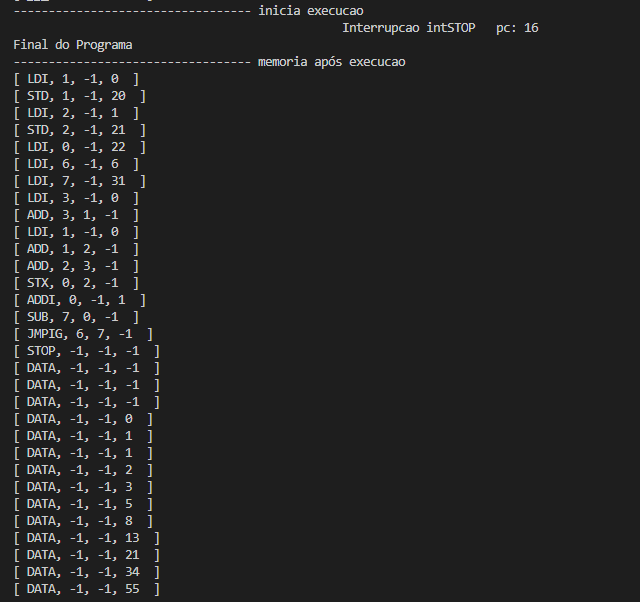 --------------------------------- inicia execucao
Interrupcao intSTOP   pc: 16
Final do Programa
--------------------------------- memoria após execucao
[ LDI, 1, -1, 0  ]
[ STD, 1, -1, 20  ]
[ LDI, 2, -1, 1  ]
[ STD, 2, -1, 21  ]
[ LDI, 0, -1, 22  ]
[ LDI, 6, -1, 6  ]
[ LDI, 7, -1, 31  ]
[ LDI, 3, -1, 0  ]
[ ADD, 3, 1, -1  ]
[ LDI, 1, -1, 0  ]
[ ADD, 1, 2, -1  ]
[ ADD, 2, 3, -1  ]
[ STX, 0, 2, -1  ]
[ ADDI, 0, -1, 1  ]
[ SUB, 7, 0, -1  ]
[ JMPIG, 6, 7, -1  ]
[ STOP, -1, -1, -1  ]
[ DATA, -1, -1, -1  ]
[ DATA, -1, -1, -1  ]
[ DATA, -1, -1, -1  ]
[ DATA, -1, -1, 0  ]
[ DATA, -1, -1, 1  ]
[ DATA, -1, -1, 1  ]
[ DATA, -1, -1, 2  ]
[ DATA, -1, -1, 3  ]
[ DATA, -1, -1, 5  ]
[ DATA, -1, -1, 8  ]
[ DATA, -1, -1, 13  ]
[ DATA, -1, -1, 21  ]
[ DATA, -1, -1, 34  ]
[ DATA, -1, -1, 55  ]